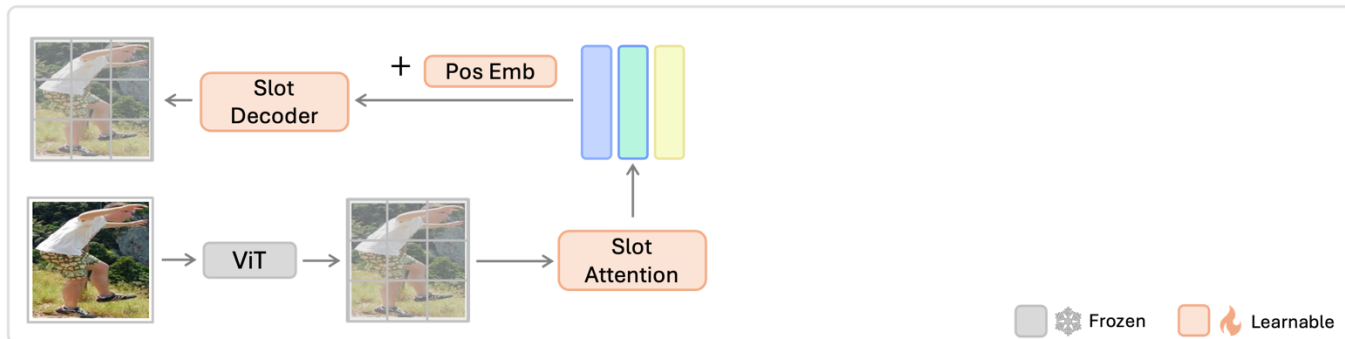 + Pos Emb
Slot
Decoder
ViT
Slot
Attention
Frozen
Learnable